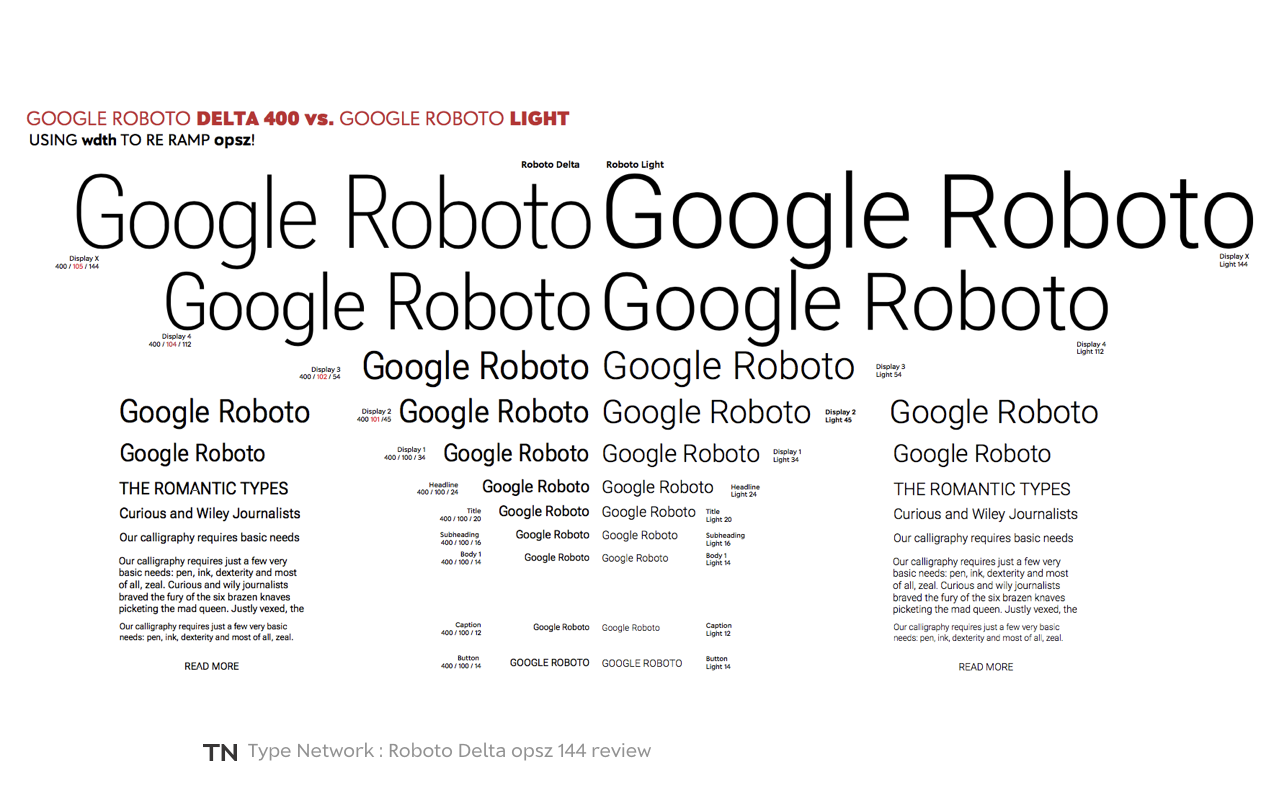 GOOGLE ROBOTO DELTA 400 vs. GOOGLE ROBOTO LIGHT
USING wdth TO RE RAMP opsz!
Roboto Delta Roboto Light
Google Roboto Google Roboto
Display X
400 / 105 / 144
Display X
Light 144
Google Roboto Google Roboto
Display 4
400 / 104 / 112
Display 4
Light 112
Display 3
400 / 102 / 54
Google Roboto Google Roboto
Display 3
Light 54
Google Roboto
Display 2
400 101 /45
Google Roboto Google Roboto
Display 2
Light 45
Google Roboto
Google Roboto
Display 1
400 / 100 / 34
Google Roboto Google Roboto
Display 1
Light 34
Google Roboto
THE ROMANTIC TYPES
Headline
400 / 100 / 24
Google Roboto Google Roboto
Headline
Light 24
THE ROMANTIC TYPES
Curious and Wiley Journalists
Title
400 / 100 / 20
Google Roboto Google Roboto
Title
Light 20
Curious and Wiley Journalists
Our calligraphy requires basic needs
Subheading
400 / 100 / 16
Google Roboto Google Roboto
Subheading
Light 16
Our calligraphy requires basic needs
Our calligraphy requires just a few very
basic needs: pen, ink, dexterity and most
of all, zeal. Curious and wily journalists
braved the fury of the six brazen knaves
picketing the mad queen. Justly vexed, the
Body 1
400 / 100 / 14
Google Roboto Google Roboto
Body 1
Light 14
Our calligraphy requires just a few very
basic needs: pen, ink, dexterity and most
of all, zeal. Curious and wily journalists
braved the fury of the six brazen knaves
picketing the mad queen. Justly vexed, the
Our calligraphy requires just a few very basic
needs: pen, ink, dexterity and most of all, zeal.
Caption
400 / 100 / 12
Google Roboto Google Roboto
Caption
Light 12
Our calligraphy requires just a few very basic
needs: pen, ink, dexterity and most of all, zeal.
READ MORE
Button
400 / 100 / 14
GOOGLE ROBOTO GOOGLE ROBOTO
Button
Light 14
READ MORE
TN Type Network : Roboto Delta opsz 144 review